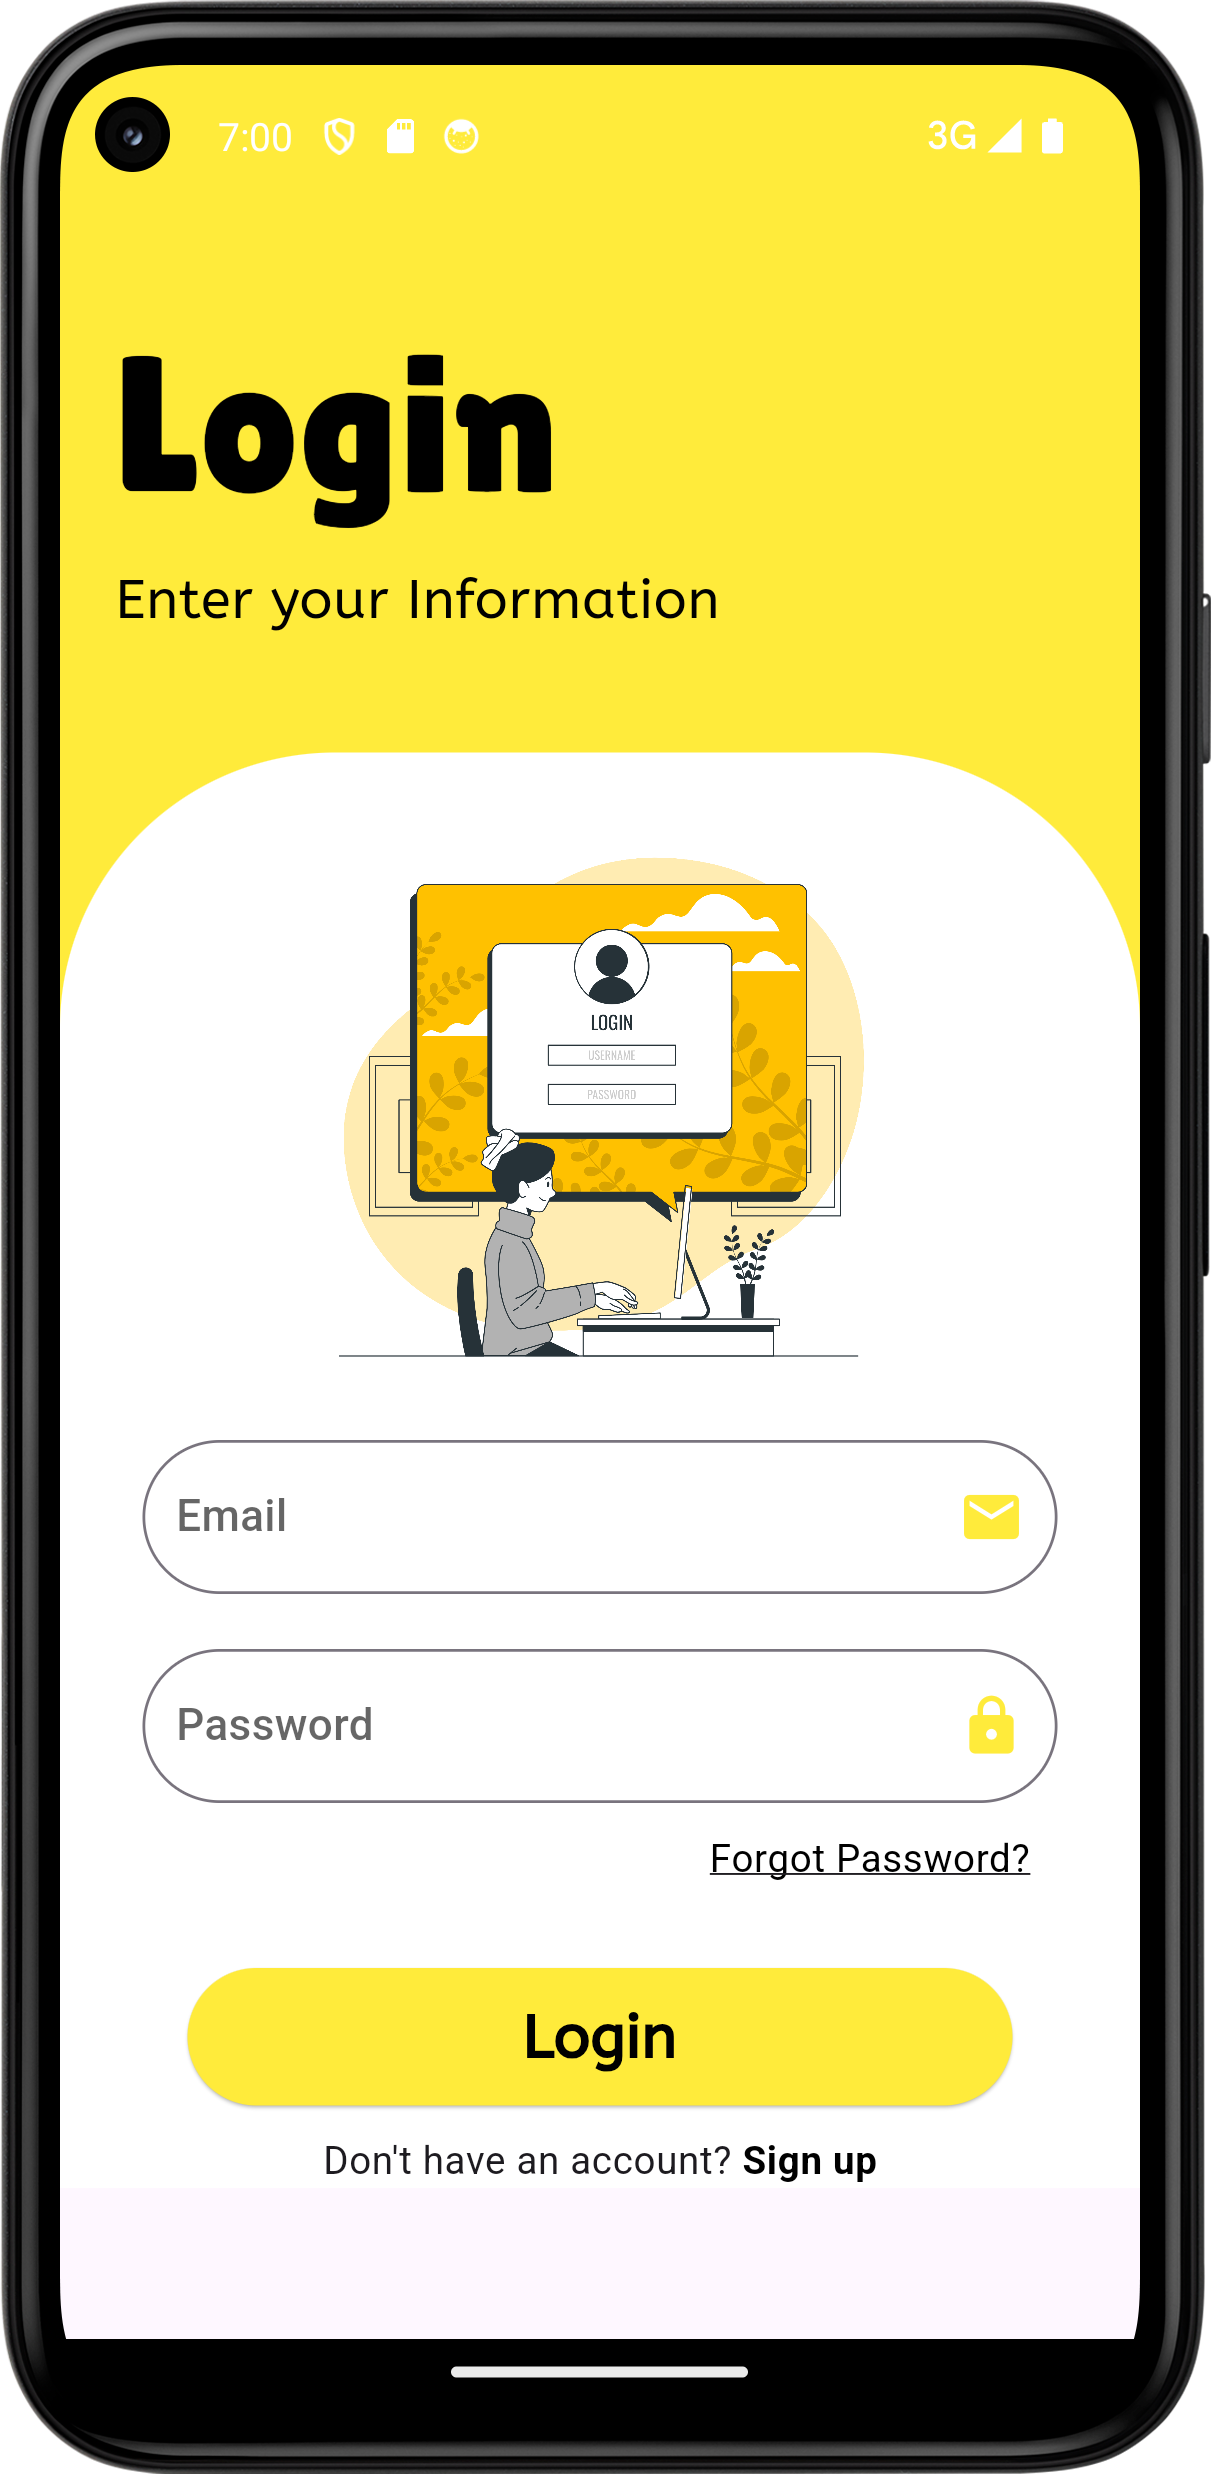 7:00
3G
Login
Enter your Information
LOGIN
USERNAME
PASSWORD
Email
Password
Forgot Password?
Login
Don't have an account? Sign up